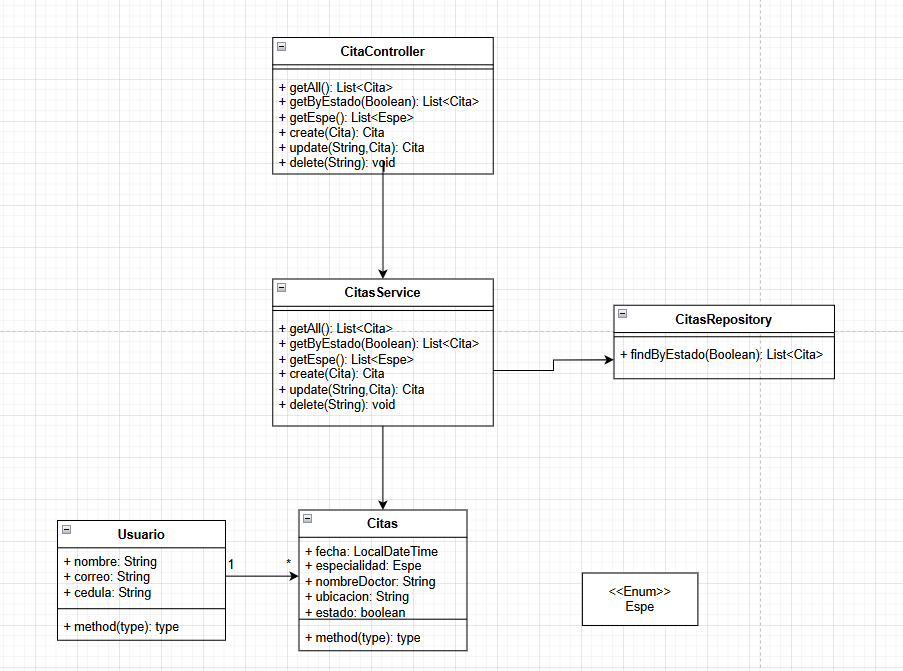 CitaController
+ getAll(): List<Cita>
+ getByEstado(Boolean): List<Cita>
+ getEspe(): List<Espe>
+ create(Cita): Cita
+ update(String,Cita): Cita
+ delete(String): void
CitasService
+ getAll(): List<Cita>
+ getByEstado(Boolean): List<Cita>
+ getEspe(): List<Espe>
+ create(Cita): Cita
+ update(String,Cita): Cita
+ delete(String): void
CitasRepository
+ findByEstado(Boolean): List<Cita>
Usuario
+ nombre: String
+ correo: String
+ cedula: String
+ method(type): type
1
*
Citas
+ fecha: LocalDateTime
+ especialidad: Espe
+ nombreDoctor: String
+ ubicacion: String
+ estado: boolean
+ method(type): type
<<Enum>>
Espe